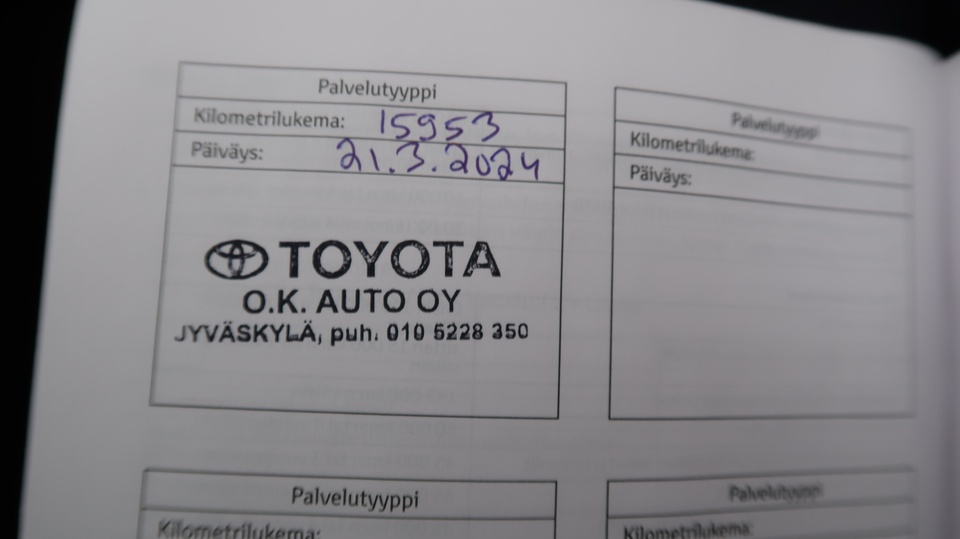 Palvelutyyppi
Kilometrilukema: 15953
Päiväys: 21.3.2024
TOYOTA
O.K. AUTO OY
JYVÄSKYLÄ, puh. 010 5228 350
Palvelutyyppi
Kilometrilukema:
Päiväys:
Palvelutyyppi
Kilometrilukema:
Palvelutyyppi
Kilometrilukema: